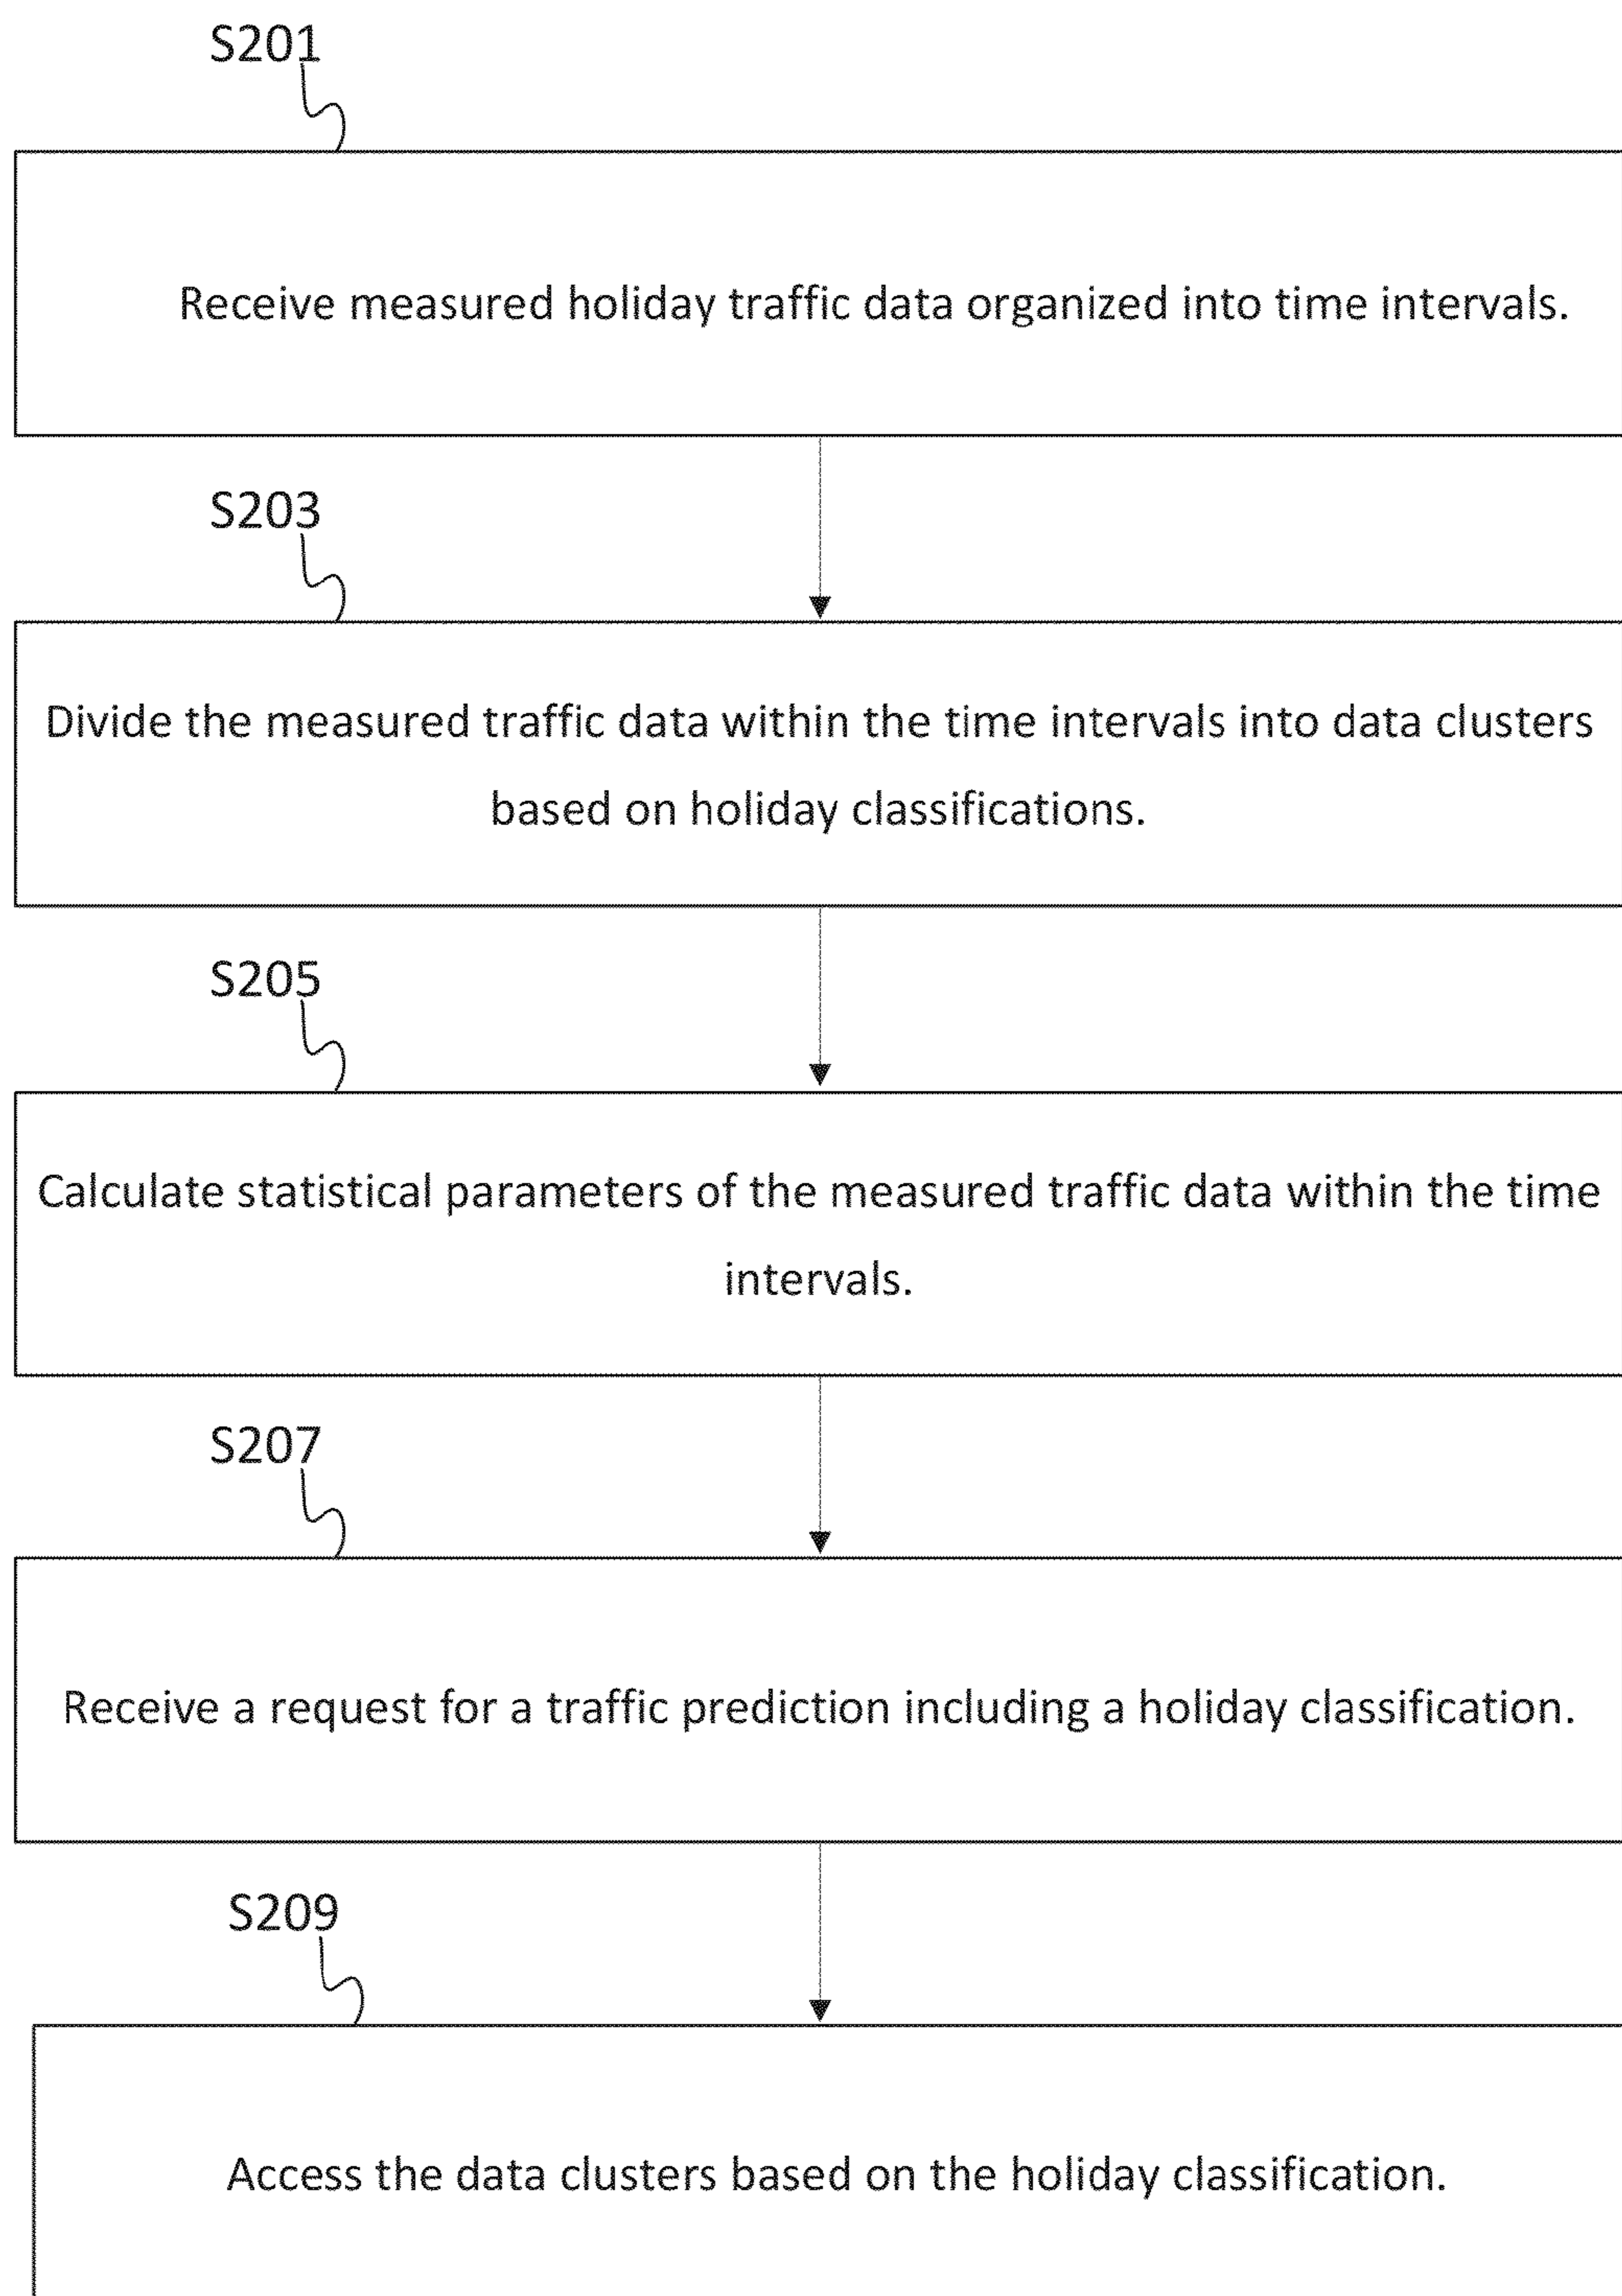 S201
Receive measured holiday traffic data organized into time intervals.
S203
Divide the measured traffic data within the time intervals into data clusters
based on holiday classifications.
S205
Calculate statistical parameters of the measured traffic data within the time
intervals.
S207
Receive a request for a traffic prediction including a holiday classification.
S209
Access the data clusters based on the holiday classification.